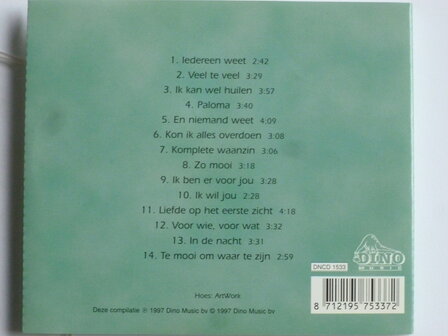 1. Iedereen weet 2:42
2. Veel te veel 3:29
3. Ik kan wel huilen 3:57
4. Paloma 3:40
5. En niemand weet 4:09
6. Kon ik alles overdoen 3:08
7. Komplete waanzin 3:06
8. Zo mooi 3:18
9. Ik ben er voor jou 3:28
10. Ik wil jou 3:28
11. Liefde op het eerste zicht 4:18
12. Voor wie, voor wat 3:32
13. In de nacht 3:31
14. Te mooi om waar te zijn 2:59
DINO
MUSIC
DNCD 1533
8 712195 753372
Hoes: ArtWork
Deze compilatie ℗ 1997 Dino Music bv © 1997 Dino Music bv